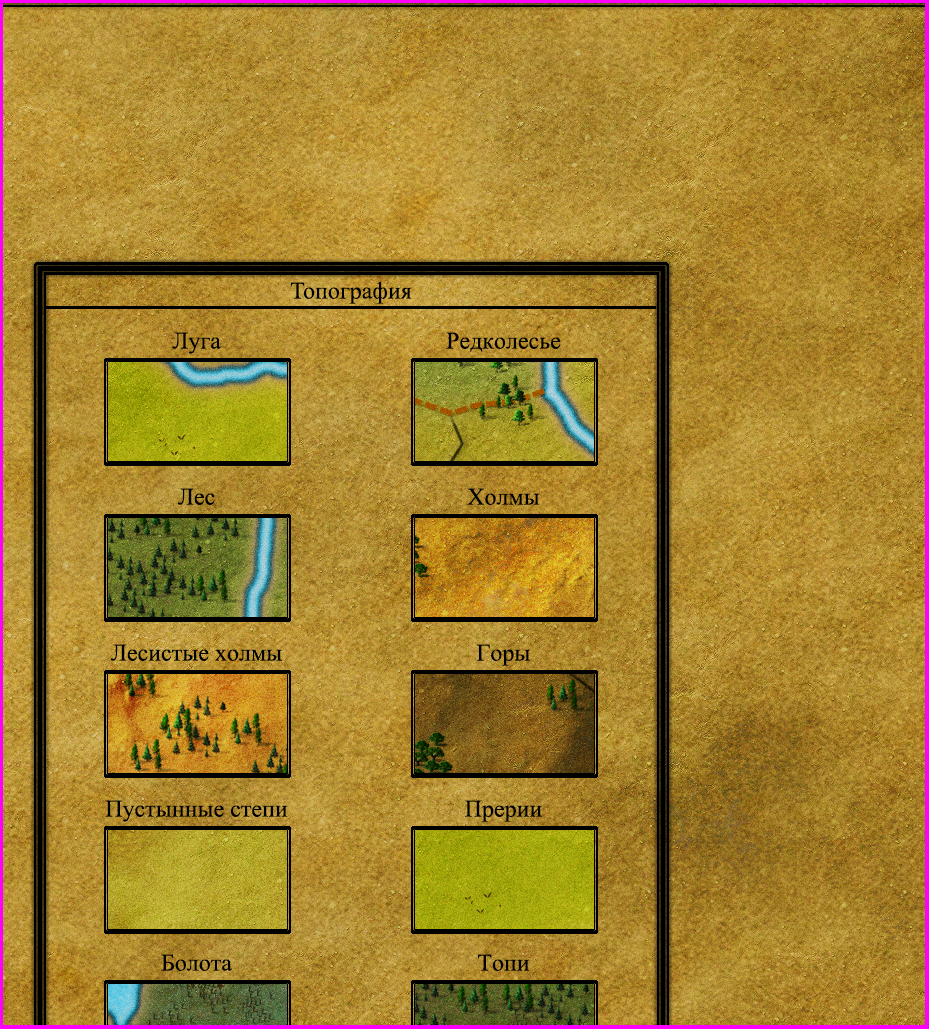 Топография
Луга
Редколесье
Лес
Холмы
Лесистые холмы
Горы
Пустынные степи
Прерии
Болота
Топи